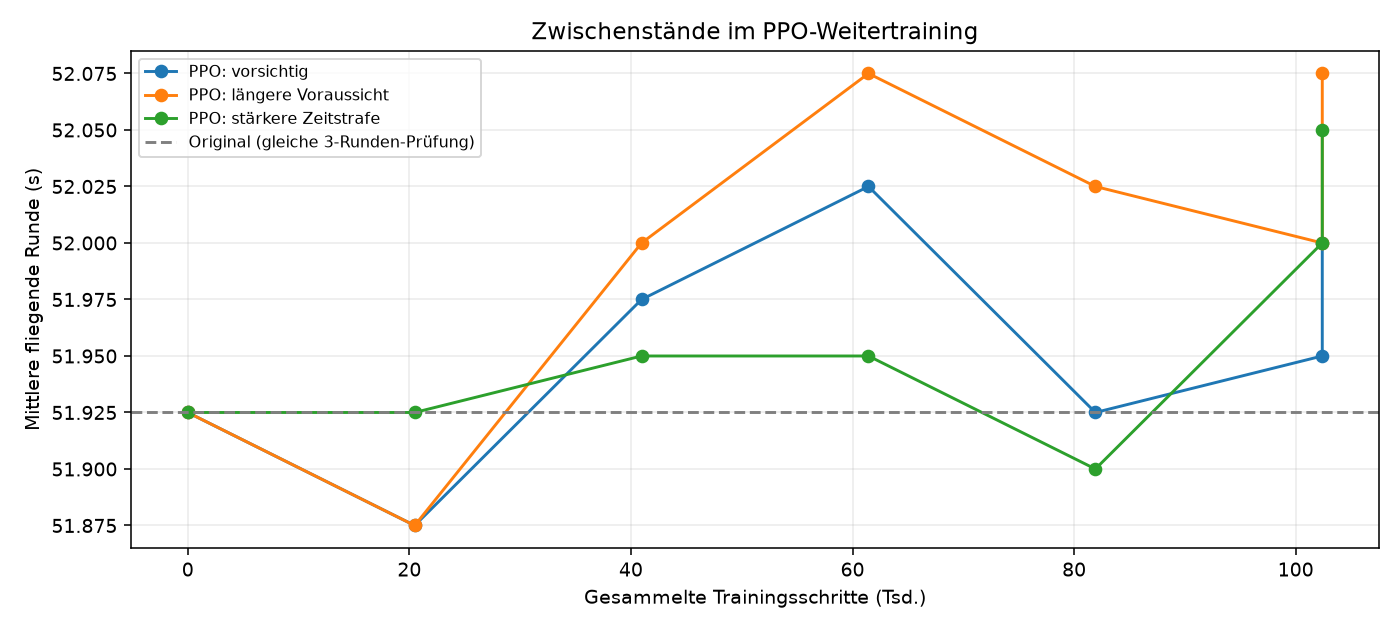 Zwischenstände im PPO-Weitertraining
PPO: vorsichtig
PPO: längere Voraussicht
PPO: stärkere Zeitstrafe
Original (gleiche 3-Runden-Prüfung)
Mittlere fliegende Runde (s)
52.075
52.050
52.025
52.000
51.975
51.950
51.925
51.900
51.875
0 20 40 60 80 100
Gesammelte Trainingsschritte (Tsd.)